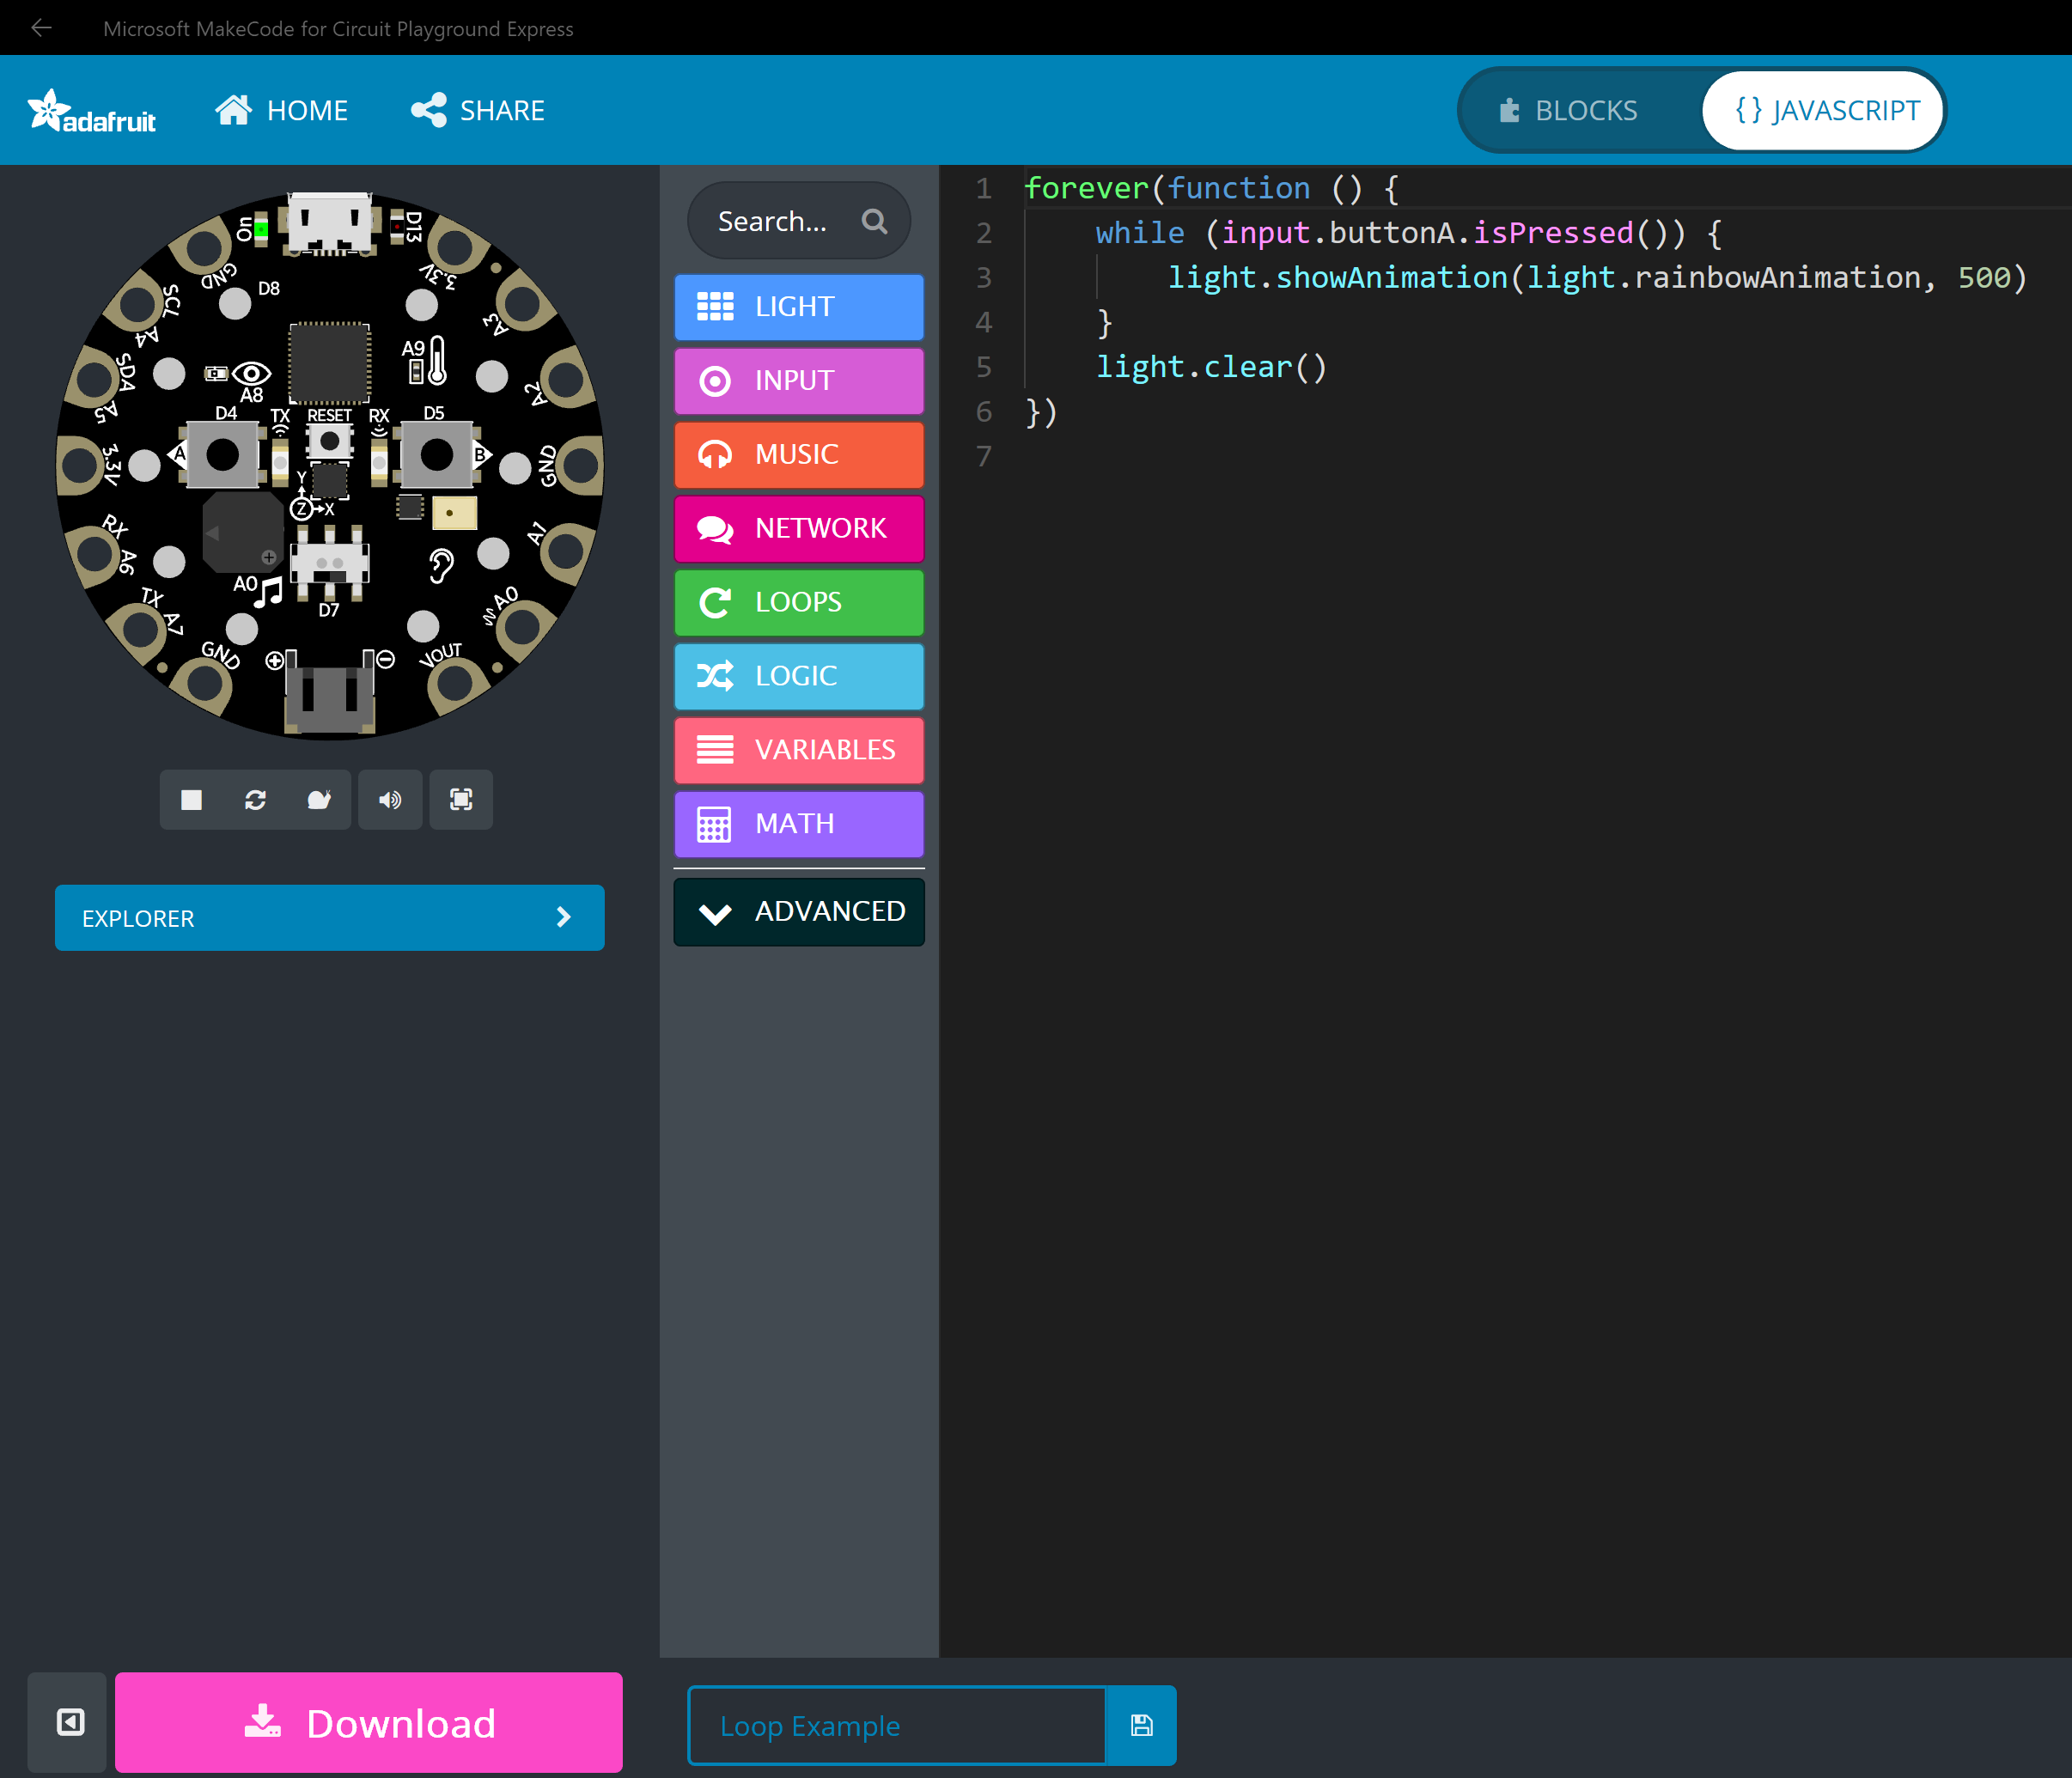 Microsoft MakeCode for Circuit Playground Express
adafruit
HOME
SHARE
BLOCKS
{ } JAVASCRIPT
On
D13
GND
D8
3.3V
SCL
A4
A3
SDA
A5
A8
A9
A2
D4
TX
RESET
RX
D5
A
B
3.3V
GND
Y
Z
X
RX
A6
A1
A0
D7
TX
A7
A0
GND
VOUT
EXPLORER
Download
Search...
LIGHT
INPUT
MUSIC
NETWORK
LOOPS
LOGIC
VARIABLES
MATH
ADVANCED
1 forever(function () {
2     while (input.buttonA.isPressed()) {
3         light.showAnimation(light.rainbowAnimation, 500)
4     }
5     light.clear()
6 })
7
Loop Example